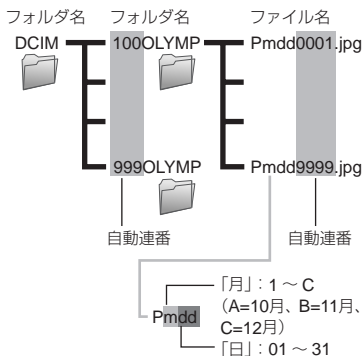 フォルダ名 フォルダ名 ファイル名
DCIM 100OLYMP Pmdd0001.jpg
999OLYMP Pmdd9999.jpg
自動連番 自動連番
「月」：1 ～ C
（A=10月、B=11月、
C=12月）
Pmdd
「日」：01 ～ 31